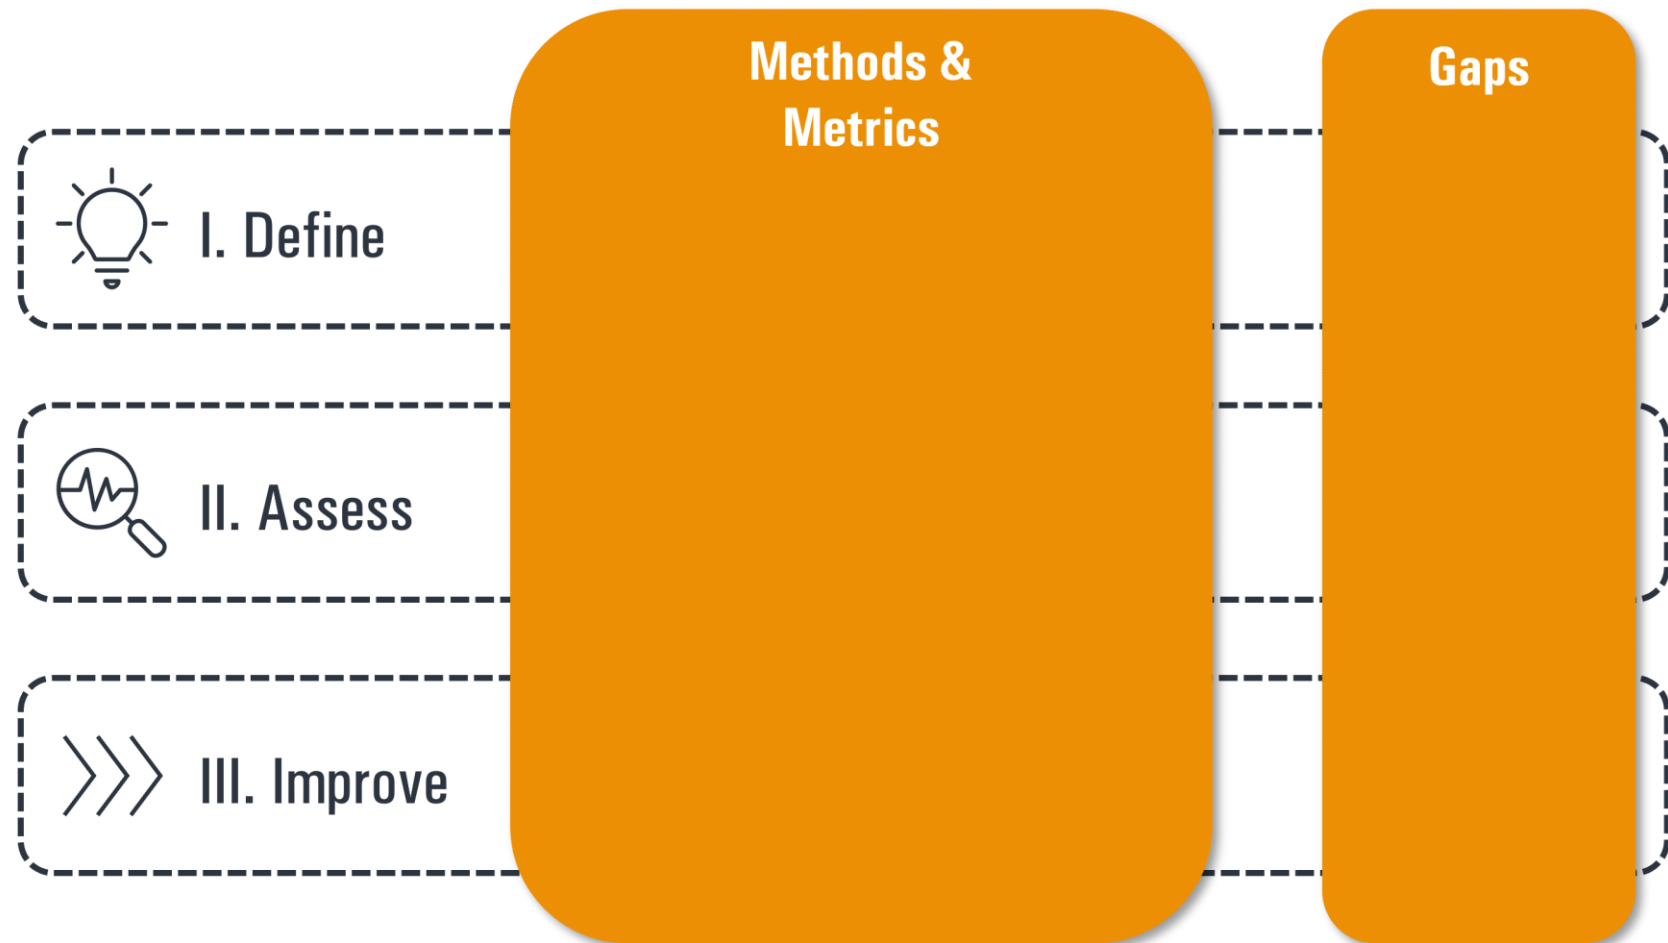 Methods &
Metrics
Gaps
I. Define
II. Assess
III. Improve